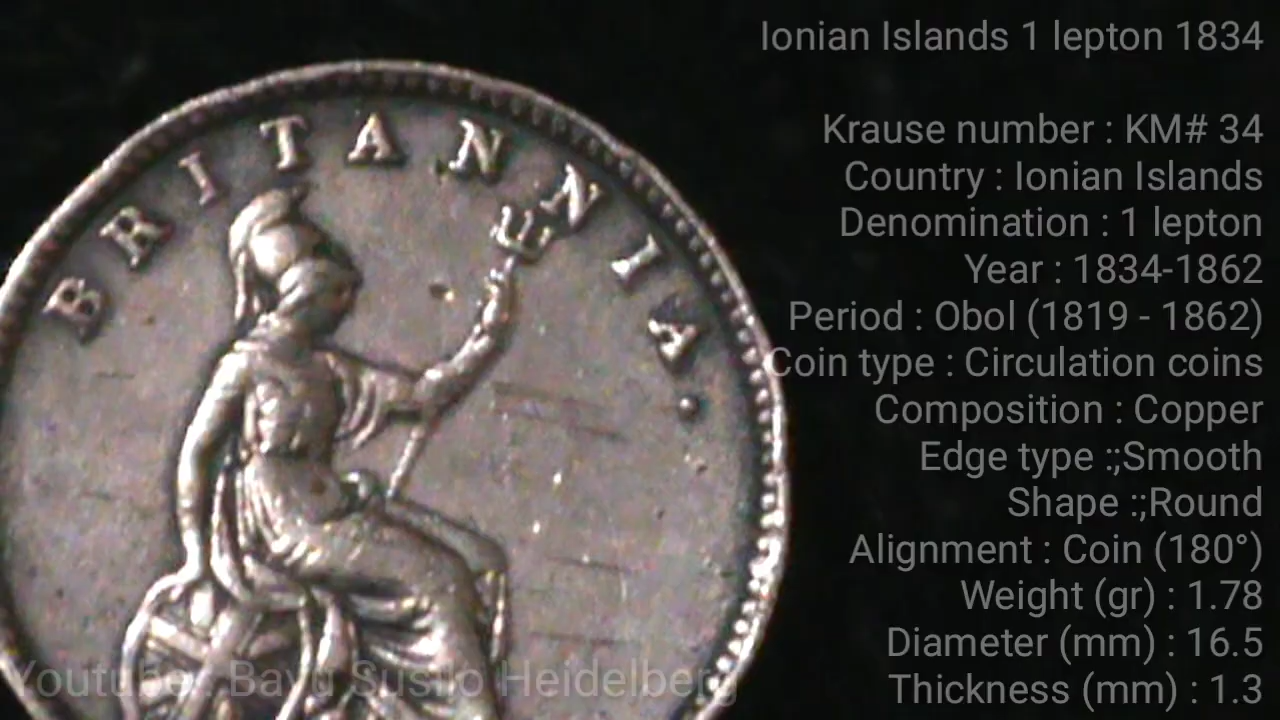 Ionian Islands 1 lepton 1834
BRITANNIA.
Krause number : KM# 34
Country : Ionian Islands
Denomination : 1 lepton
Year : 1834-1862
Period : Obol (1819 - 1862)
Coin type : Circulation coins
Composition : Copper
Edge type :;Smooth
Shape :;Round
Alignment : Coin (180°)
Weight (gr) : 1.78
Diameter (mm) : 16.5
Thickness (mm) : 1.3
Youtube : Bayu Susilo Heidelberg